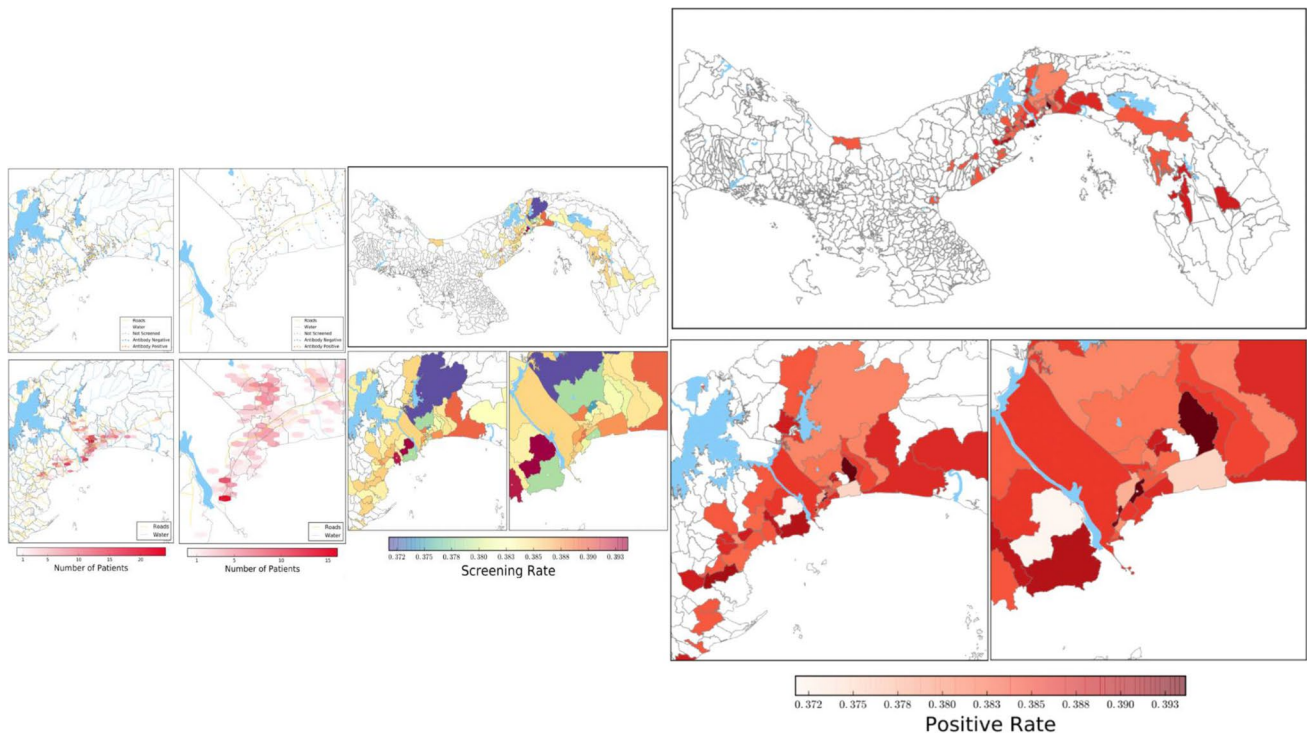 Roads
Water
Not Screened
Antibody Negative
Antibody Positive
Roads
Water
Not Screened
Antibody Negative
Antibody Positive
Roads
Water
Roads
Water
1 5 10 15 20
Number of Patients
1 5 10 15
Number of Patients
0.372 0.375 0.378 0.380 0.383 0.385 0.388 0.390 0.393
Screening Rate
0.372 0.375 0.378 0.380 0.383 0.385 0.388 0.390 0.393
Positive Rate